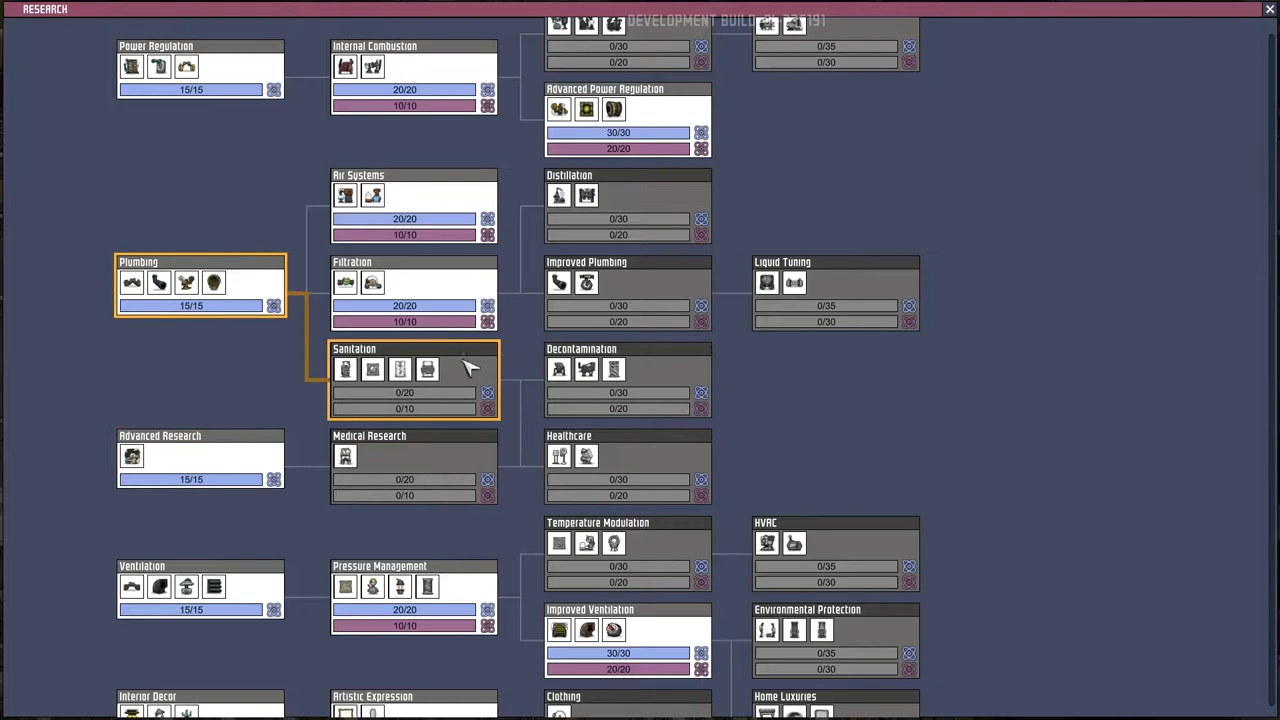 RESEARCH
DEVELOPMENT BUILD
0/30
0/20
0/35
0/30
Power Regulation
15/15
Internal Combustion
20/20
10/10
Advanced Power Regulation
30/30
20/20
Air Systems
20/20
10/10
Distillation
0/30
0/20
Plumbing
15/15
Filtration
20/20
10/10
Improved Plumbing
0/30
0/20
Liquid Tuning
0/35
0/30
Sanitation
0/20
0/10
Decontamination
0/30
0/20
Advanced Research
15/15
Medical Research
0/20
0/10
Healthcare
0/30
0/20
Temperature Modulation
0/30
0/20
HVAC
0/35
0/30
Ventilation
15/15
Pressure Management
20/20
10/10
Improved Ventilation
30/30
20/20
Environmental Protection
0/35
0/30
Interior Decor
Artistic Expression
Clothing
Home Luxuries